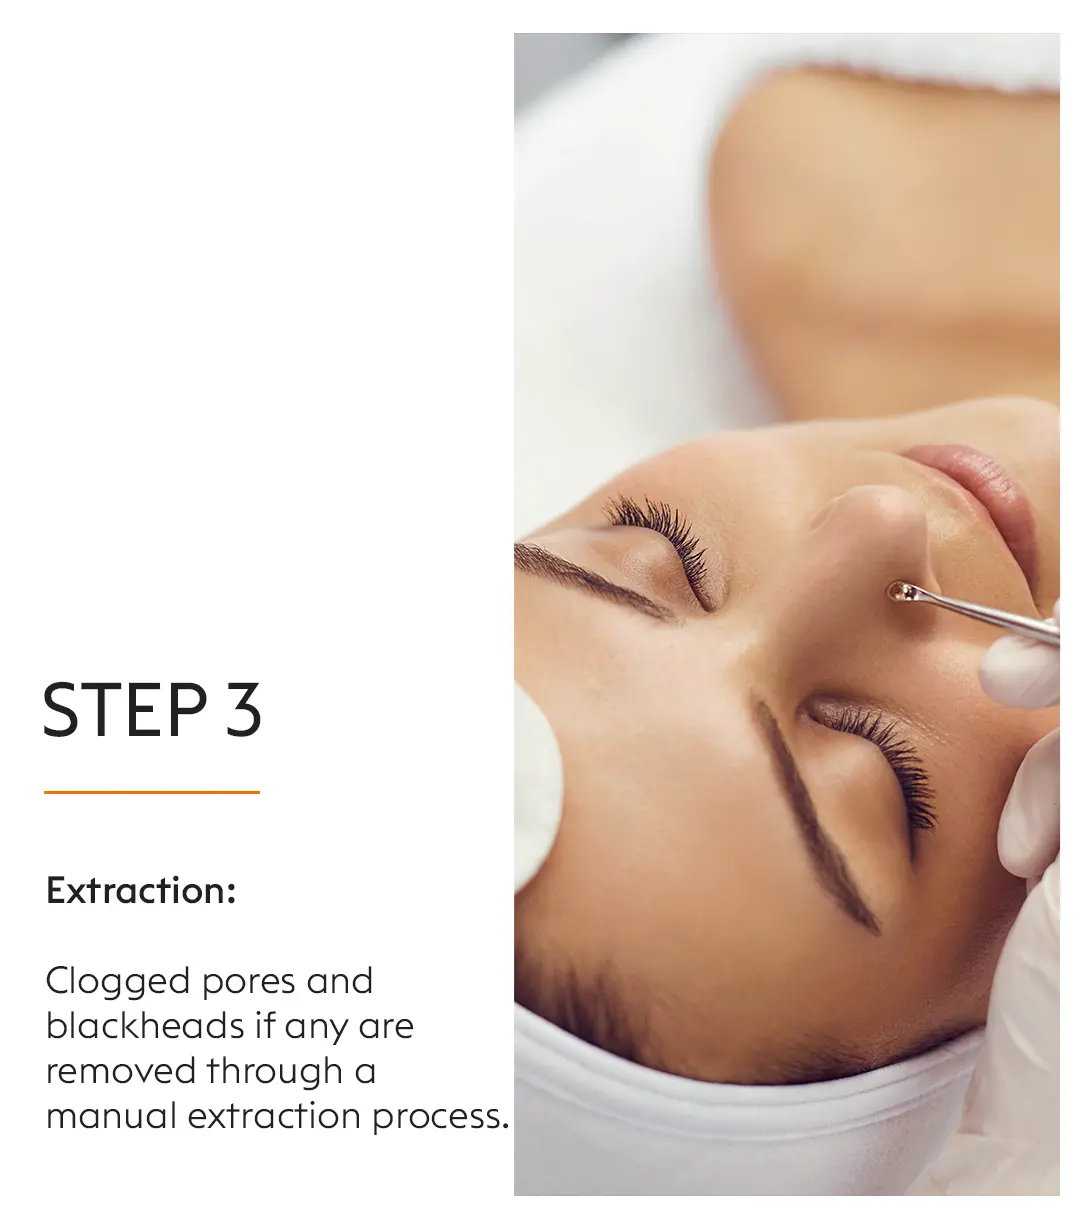 STEP 3
Extraction:
Clogged pores and
blackheads if any are
removed through a
manual extraction process.